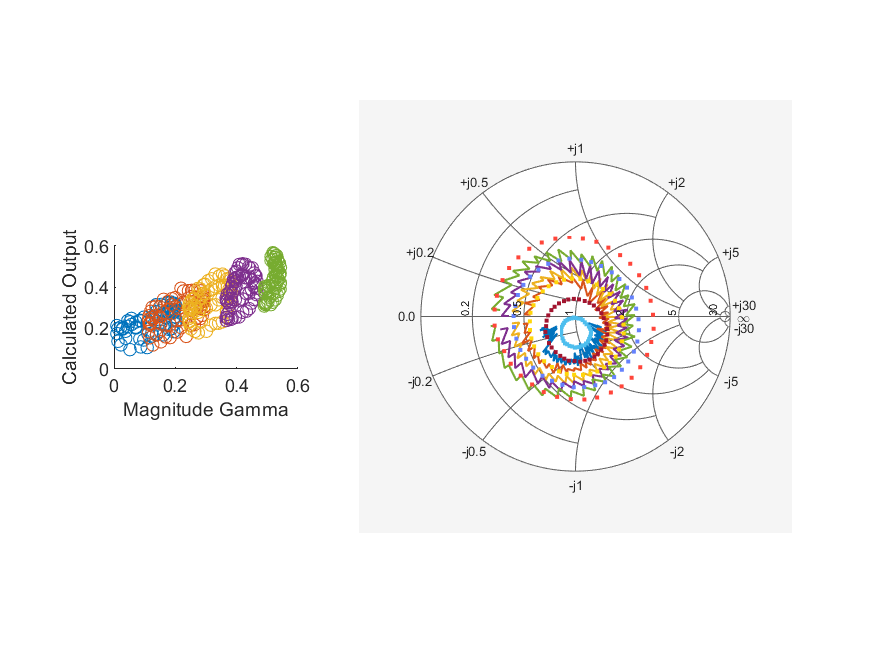 Calculated Output
0.6
0.4
0.2
0
0
0.2
0.4
0.6
Magnitude Gamma
+j1
+j0.5
+j2
+j0.2
+j5
0.0
0.2
0.5
1
2
5
30
+j30
∞
-j30
-j0.2
-j5
-j0.5
-j2
-j1